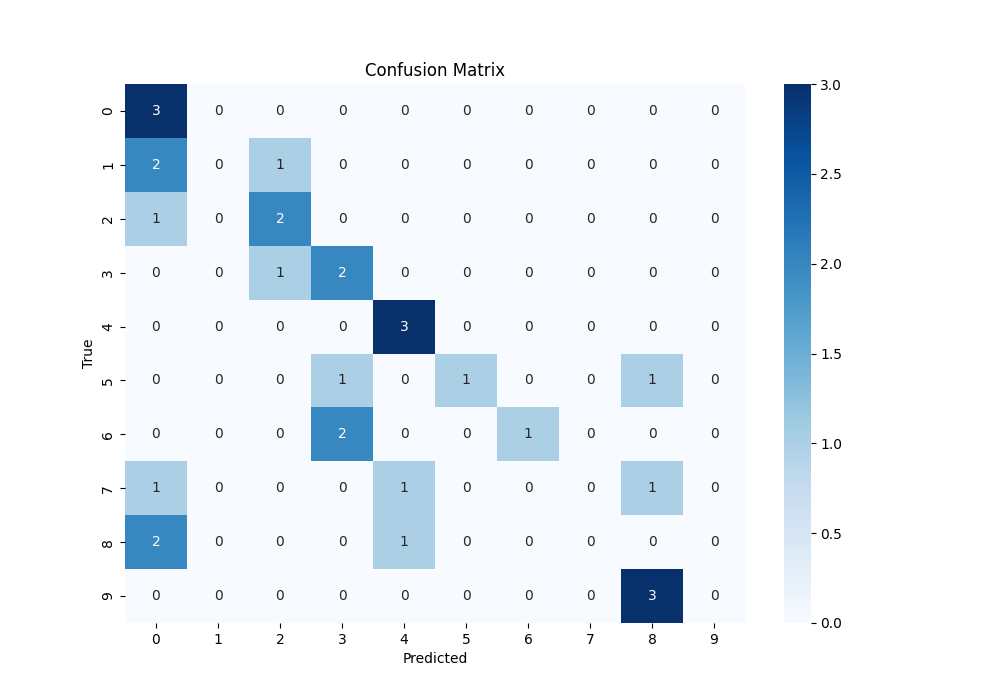 Confusion Matrix
0 3 0 0 0 0 0 0 0 0 0
1 2 0 1 0 0 0 0 0 0 0
2 1 0 2 0 0 0 0 0 0 0
3 0 0 1 2 0 0 0 0 0 0
4 0 0 0 0 3 0 0 0 0 0
5 0 0 0 1 0 1 0 0 1 0
6 0 0 0 2 0 0 1 0 0 0
7 1 0 0 0 1 0 0 0 1 0
8 2 0 0 0 1 0 0 0 0 0
9 0 0 0 0 0 0 0 0 3 0
0 1 2 3 4 5 6 7 8 9
Predicted
True
3.0
2.5
2.0
1.5
1.0
0.5
0.0